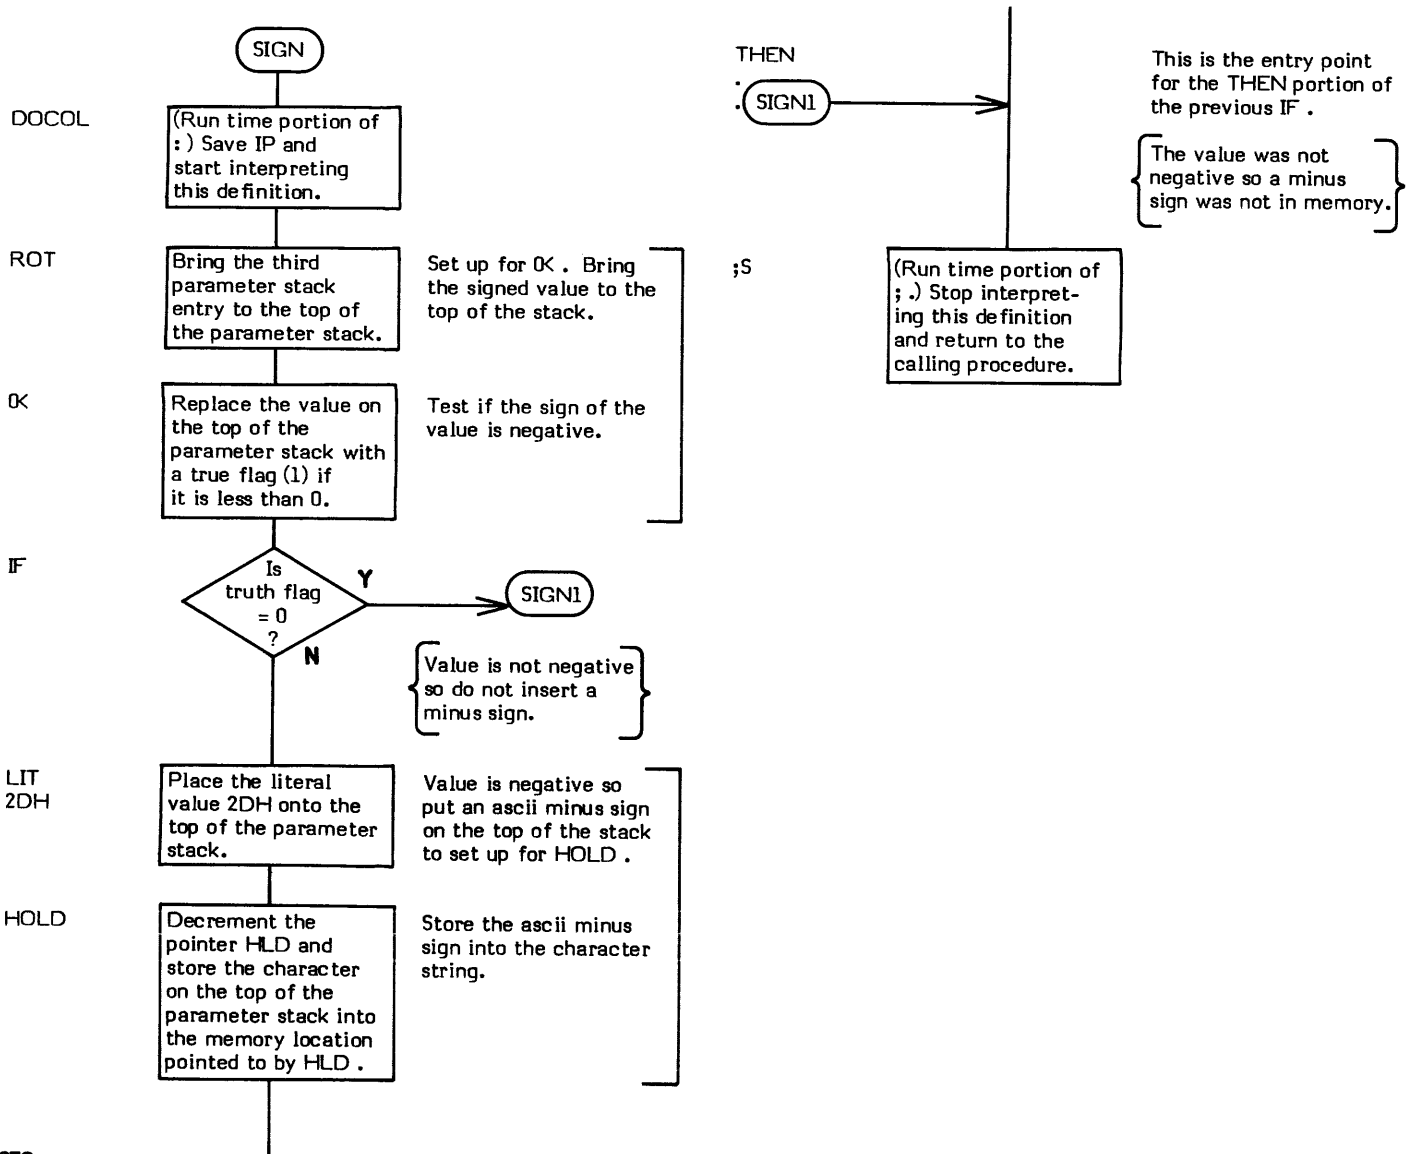 SIGN
DOCOL
(Run time portion of
: ) Save IP and
start interpreting
this definition.
ROT
Bring the third
parameter stack
entry to the top of
the parameter stack.
Set up for 0< . Bring
the signed value to the
top of the stack.
0<
Replace the value on
the top of the
parameter stack with
a true flag (1) if
it is less than 0.
Test if the sign of the
value is negative.
IF
Is
truth flag
= 0
?
Y
N
SIGN1
Value is not negative
so do not insert a
minus sign.
LIT
2DH
Place the literal
value 2DH onto the
top of the parameter
stack.
Value is negative so
put an ascii minus sign
on the top of the stack
to set up for HOLD .
HOLD
Decrement the
pointer HLD and
store the character
on the top of the
parameter stack into
the memory location
pointed to by HLD .
Store the ascii minus
sign into the character
string.
THEN
:
SIGN1
This is the entry point
for the THEN portion of
the previous IF .
The value was not
negative so a minus
sign was not in memory.
;S
(Run time portion of
; .) Stop interpret-
ing this definition
and return to the
calling procedure.